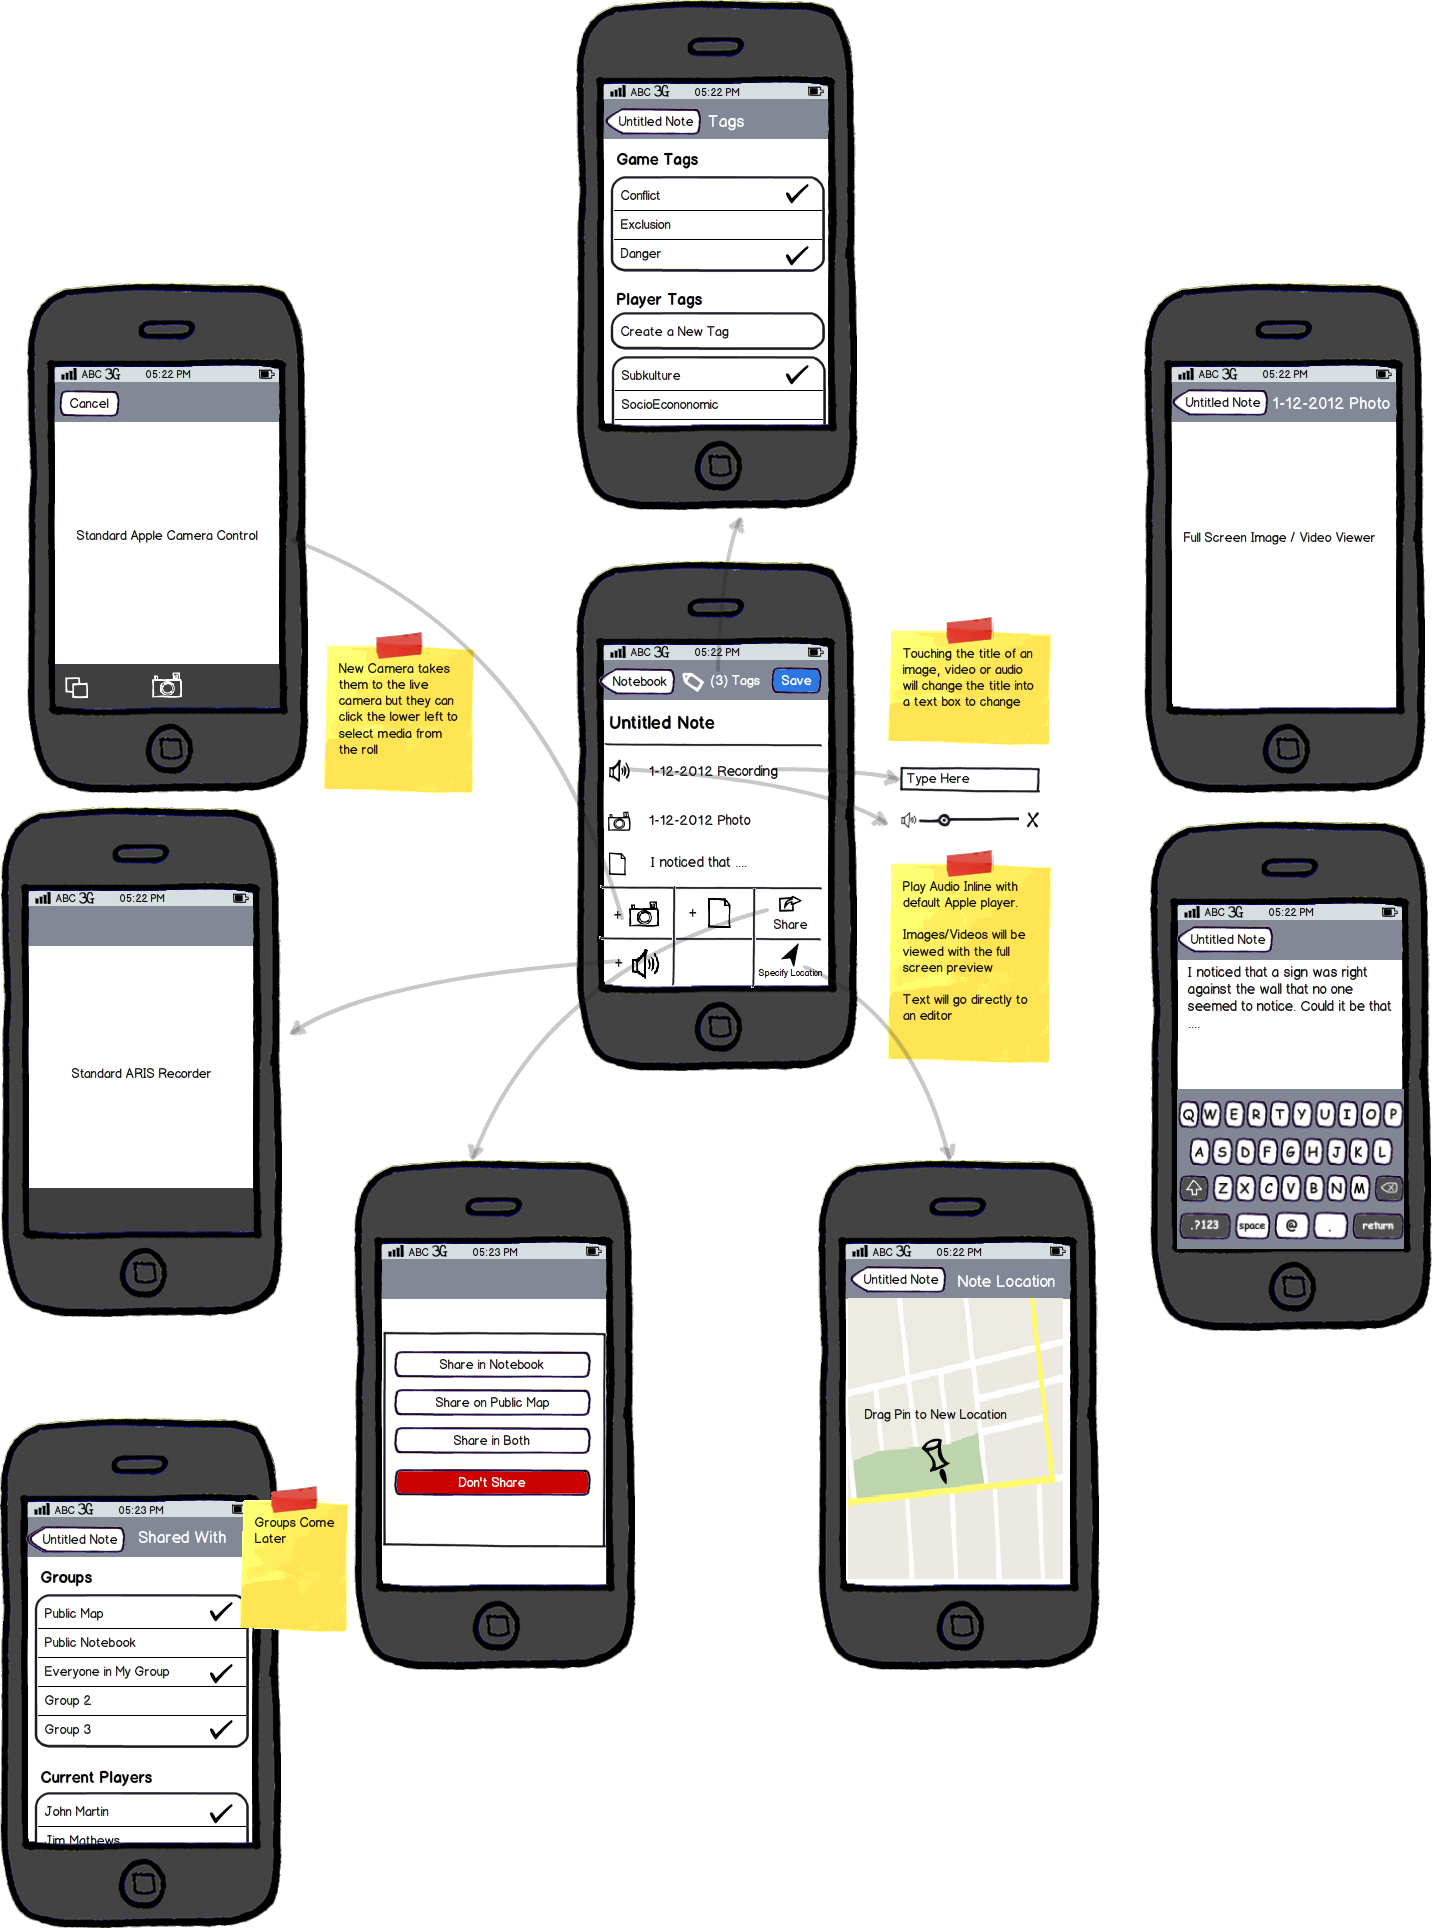 ABC 3G 05:22 PM
Untitled Note Tags
Game Tags
Conflict
Exclusion
Danger
Player Tags
Create a New Tag
Subkulture
SocioEcononomic
ABC 3G 05:22 PM
Cancel
Standard Apple Camera Control
ABC 3G 05:22 PM
Untitled Note 1-12-2012 Photo
Full Screen Image / Video Viewer
New Camera takes
them to the live
camera but they can
click the lower left to
select media from
the roll
ABC 3G 05:22 PM
Notebook (3) Tags Save
Untitled Note
1-12-2012 Recording
1-12-2012 Photo
I noticed that ....
+ +
Share
+
Specify Location
Touching the title of an
image, video or audio
will change the title into
a text box to change
Type Here
X
Play Audio Inline with
default Apple player.
Images/Videos will be
viewed with the full
screen preview
Text will go directly to
an editor
ABC 3G 05:22 PM
Standard ARIS Recorder
ABC 3G 05:22 PM
Untitled Note
I noticed that a sign was right
against the wall that no one
seemed to notice. Could it be that
....
Q W E R T Y U I O P
A S D F G H J K L
Z X C V B N M
.?123 space @ . return
ABC 3G 05:23 PM
Share in Notebook
Share on Public Map
Share in Both
Don't Share
ABC 3G 05:22 PM
Untitled Note Note Location
Drag Pin to New Location
ABC 3G 05:23 PM
Untitled Note Shared With
Groups
Public Map
Public Notebook
Everyone in My Group
Group 2
Group 3
Current Players
John Martin
Jim Mathews
Groups Come
Later